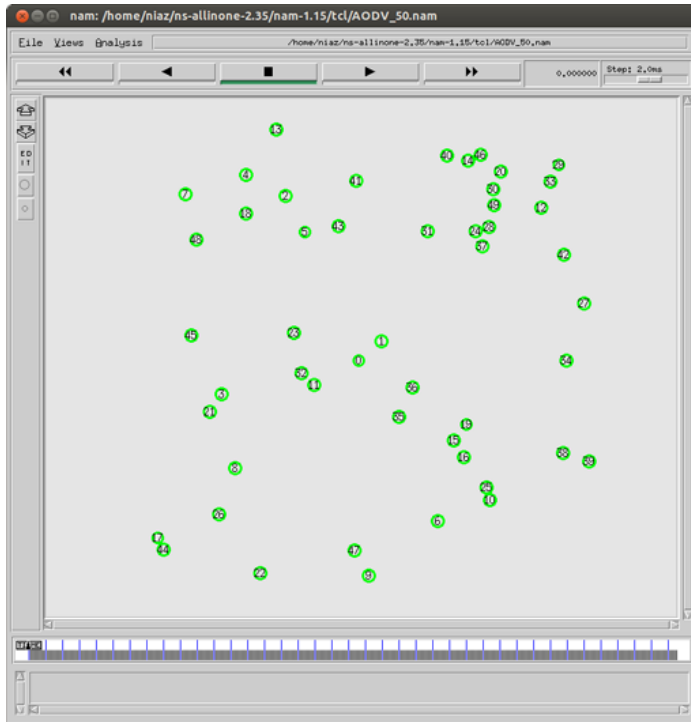 nam: /home/niaz/ns-allinone-2.35/nam-1.15/tcl/AODV_50.nam
File Views Analysis /home/niaz/ns-allinone-2,35/nam-1,15/tcl/AODV_50,nam
0,000000 Step: 2,0ms
ED
IT
13
40 14 46
29
4 41 20
33
7 2 30
18 49 12
5 43 31 24 28
48 37
42
27
45 23
1
0 34
32
11 36
3
21 35
19
15
16 38 39
8
25
10
26 6
17
44 47
22 9